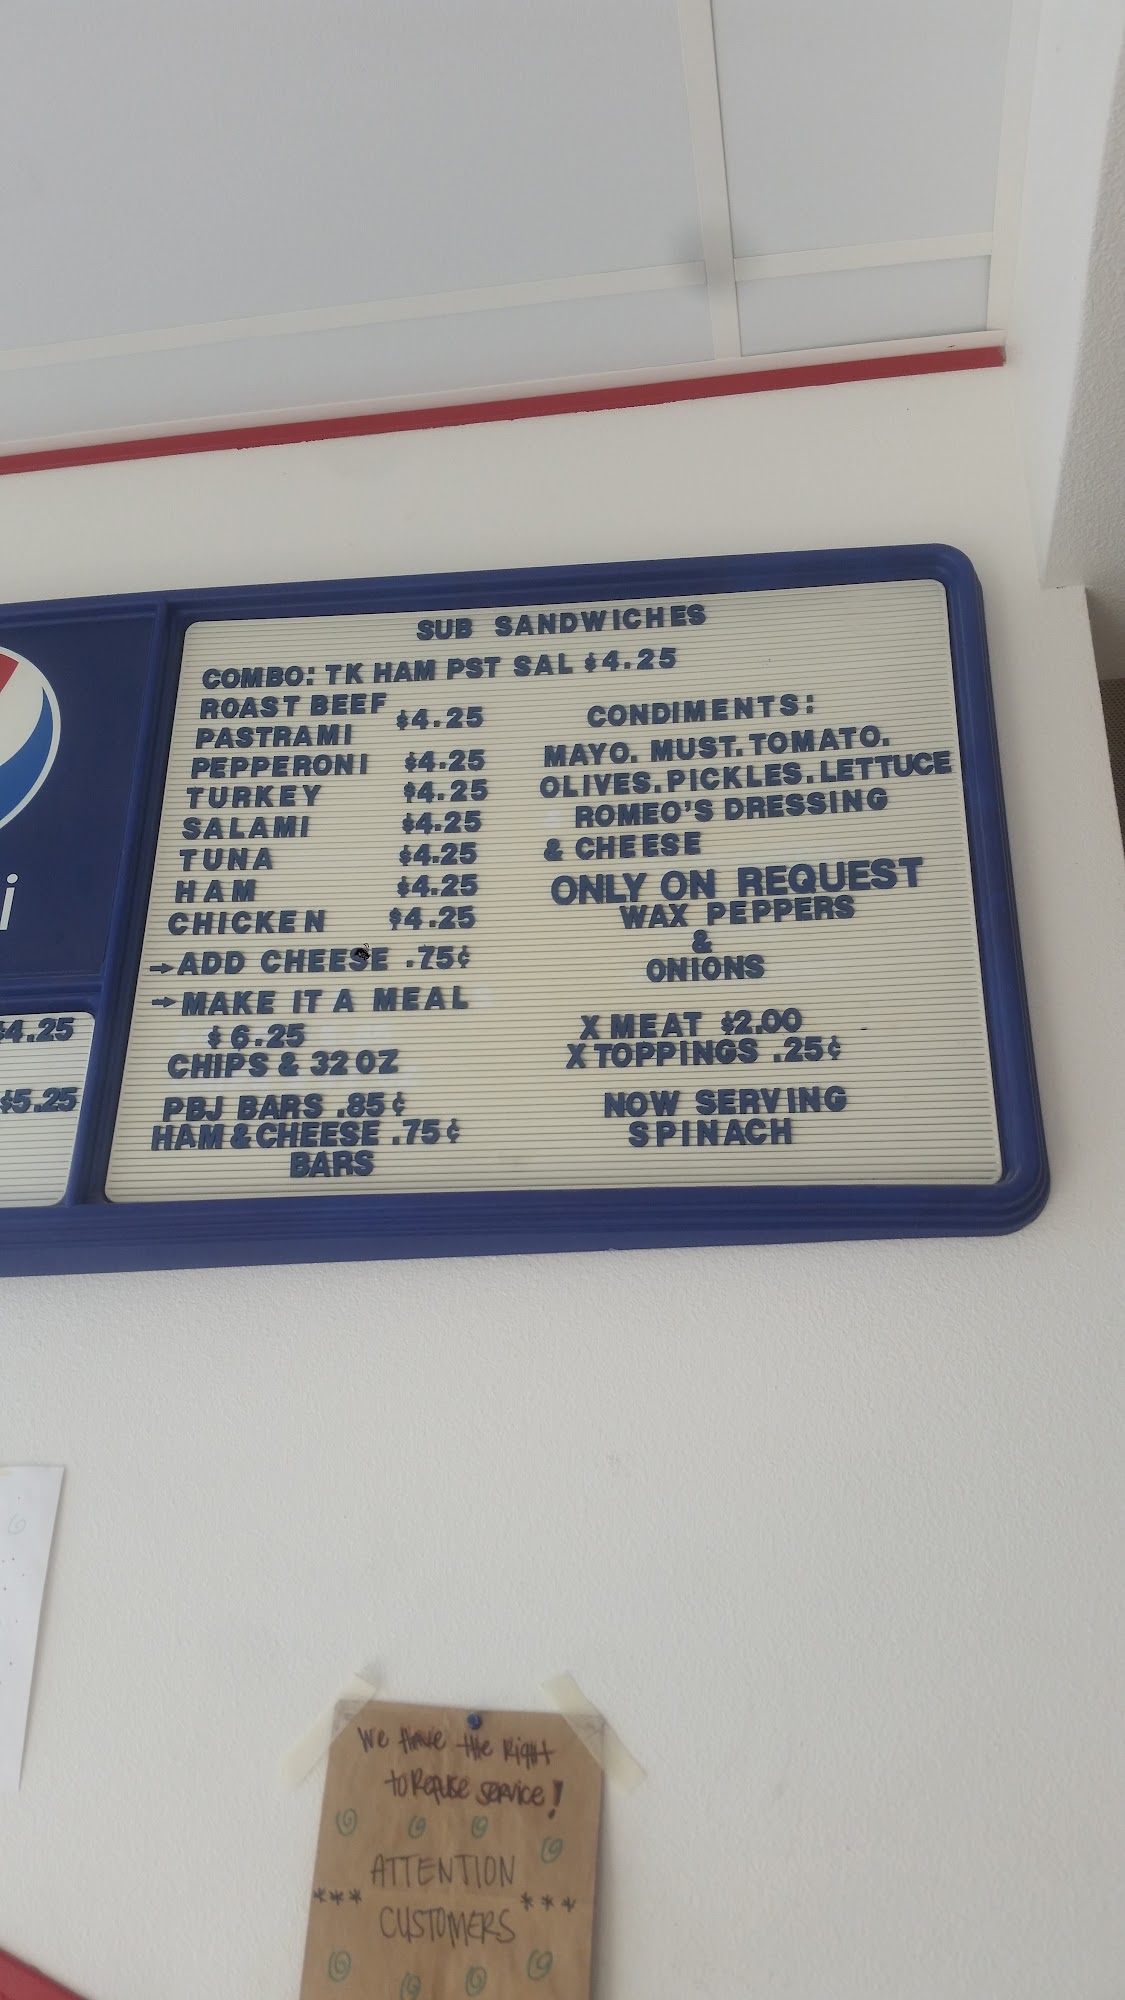 SUB SANDWICHES
COMBO: TK HAM PST SAL $4.25
ROAST BEEF
PASTRAMI $4.25
PEPPERONI $4.25
TURKEY $4.25
SALAMI $4.25
TUNA $4.25
HAM $4.25
CHICKEN $4.25
→ADD CHEESE .75¢
→MAKE IT A MEAL
$6.25
CHIPS & 32 OZ
PBJ BARS .85¢
HAM & CHEESE .75¢
BARS
CONDIMENTS:
MAYO. MUST. TOMATO.
OLIVES. PICKLES. LETTUCE
ROMEO'S DRESSING
& CHEESE
ONLY ON REQUEST
WAX PEPPERS
&
ONIONS
X MEAT $2.00
X TOPPINGS .25¢
NOW SERVING
SPINACH
i
$4.25
$5.25
We Have the Right
to Refuse service!
ATTENTION
*** ***
CUSTOMERS